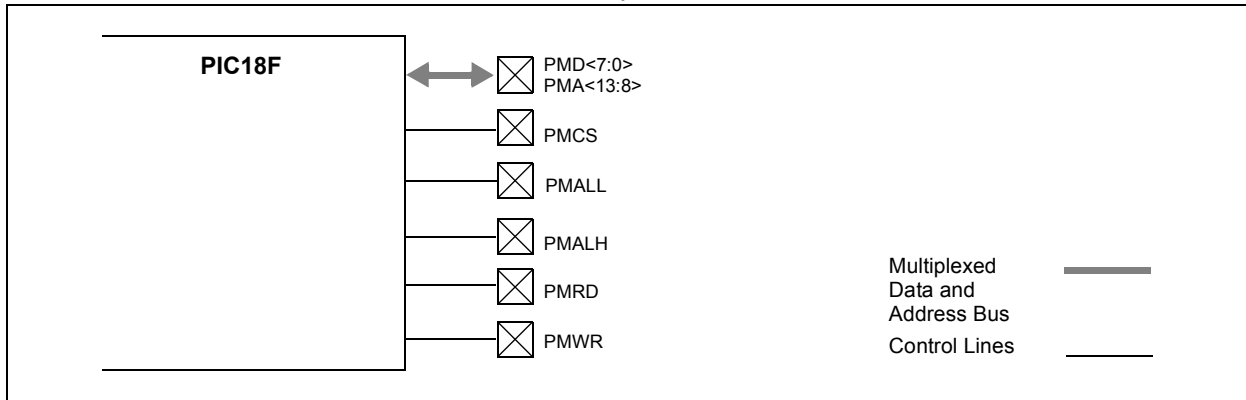 PIC18F
PMD<7:0>
PMA<13:8>
PMCS
PMALL
PMALH
PMRD
PMWR
Multiplexed
Data and
Address Bus
Control Lines